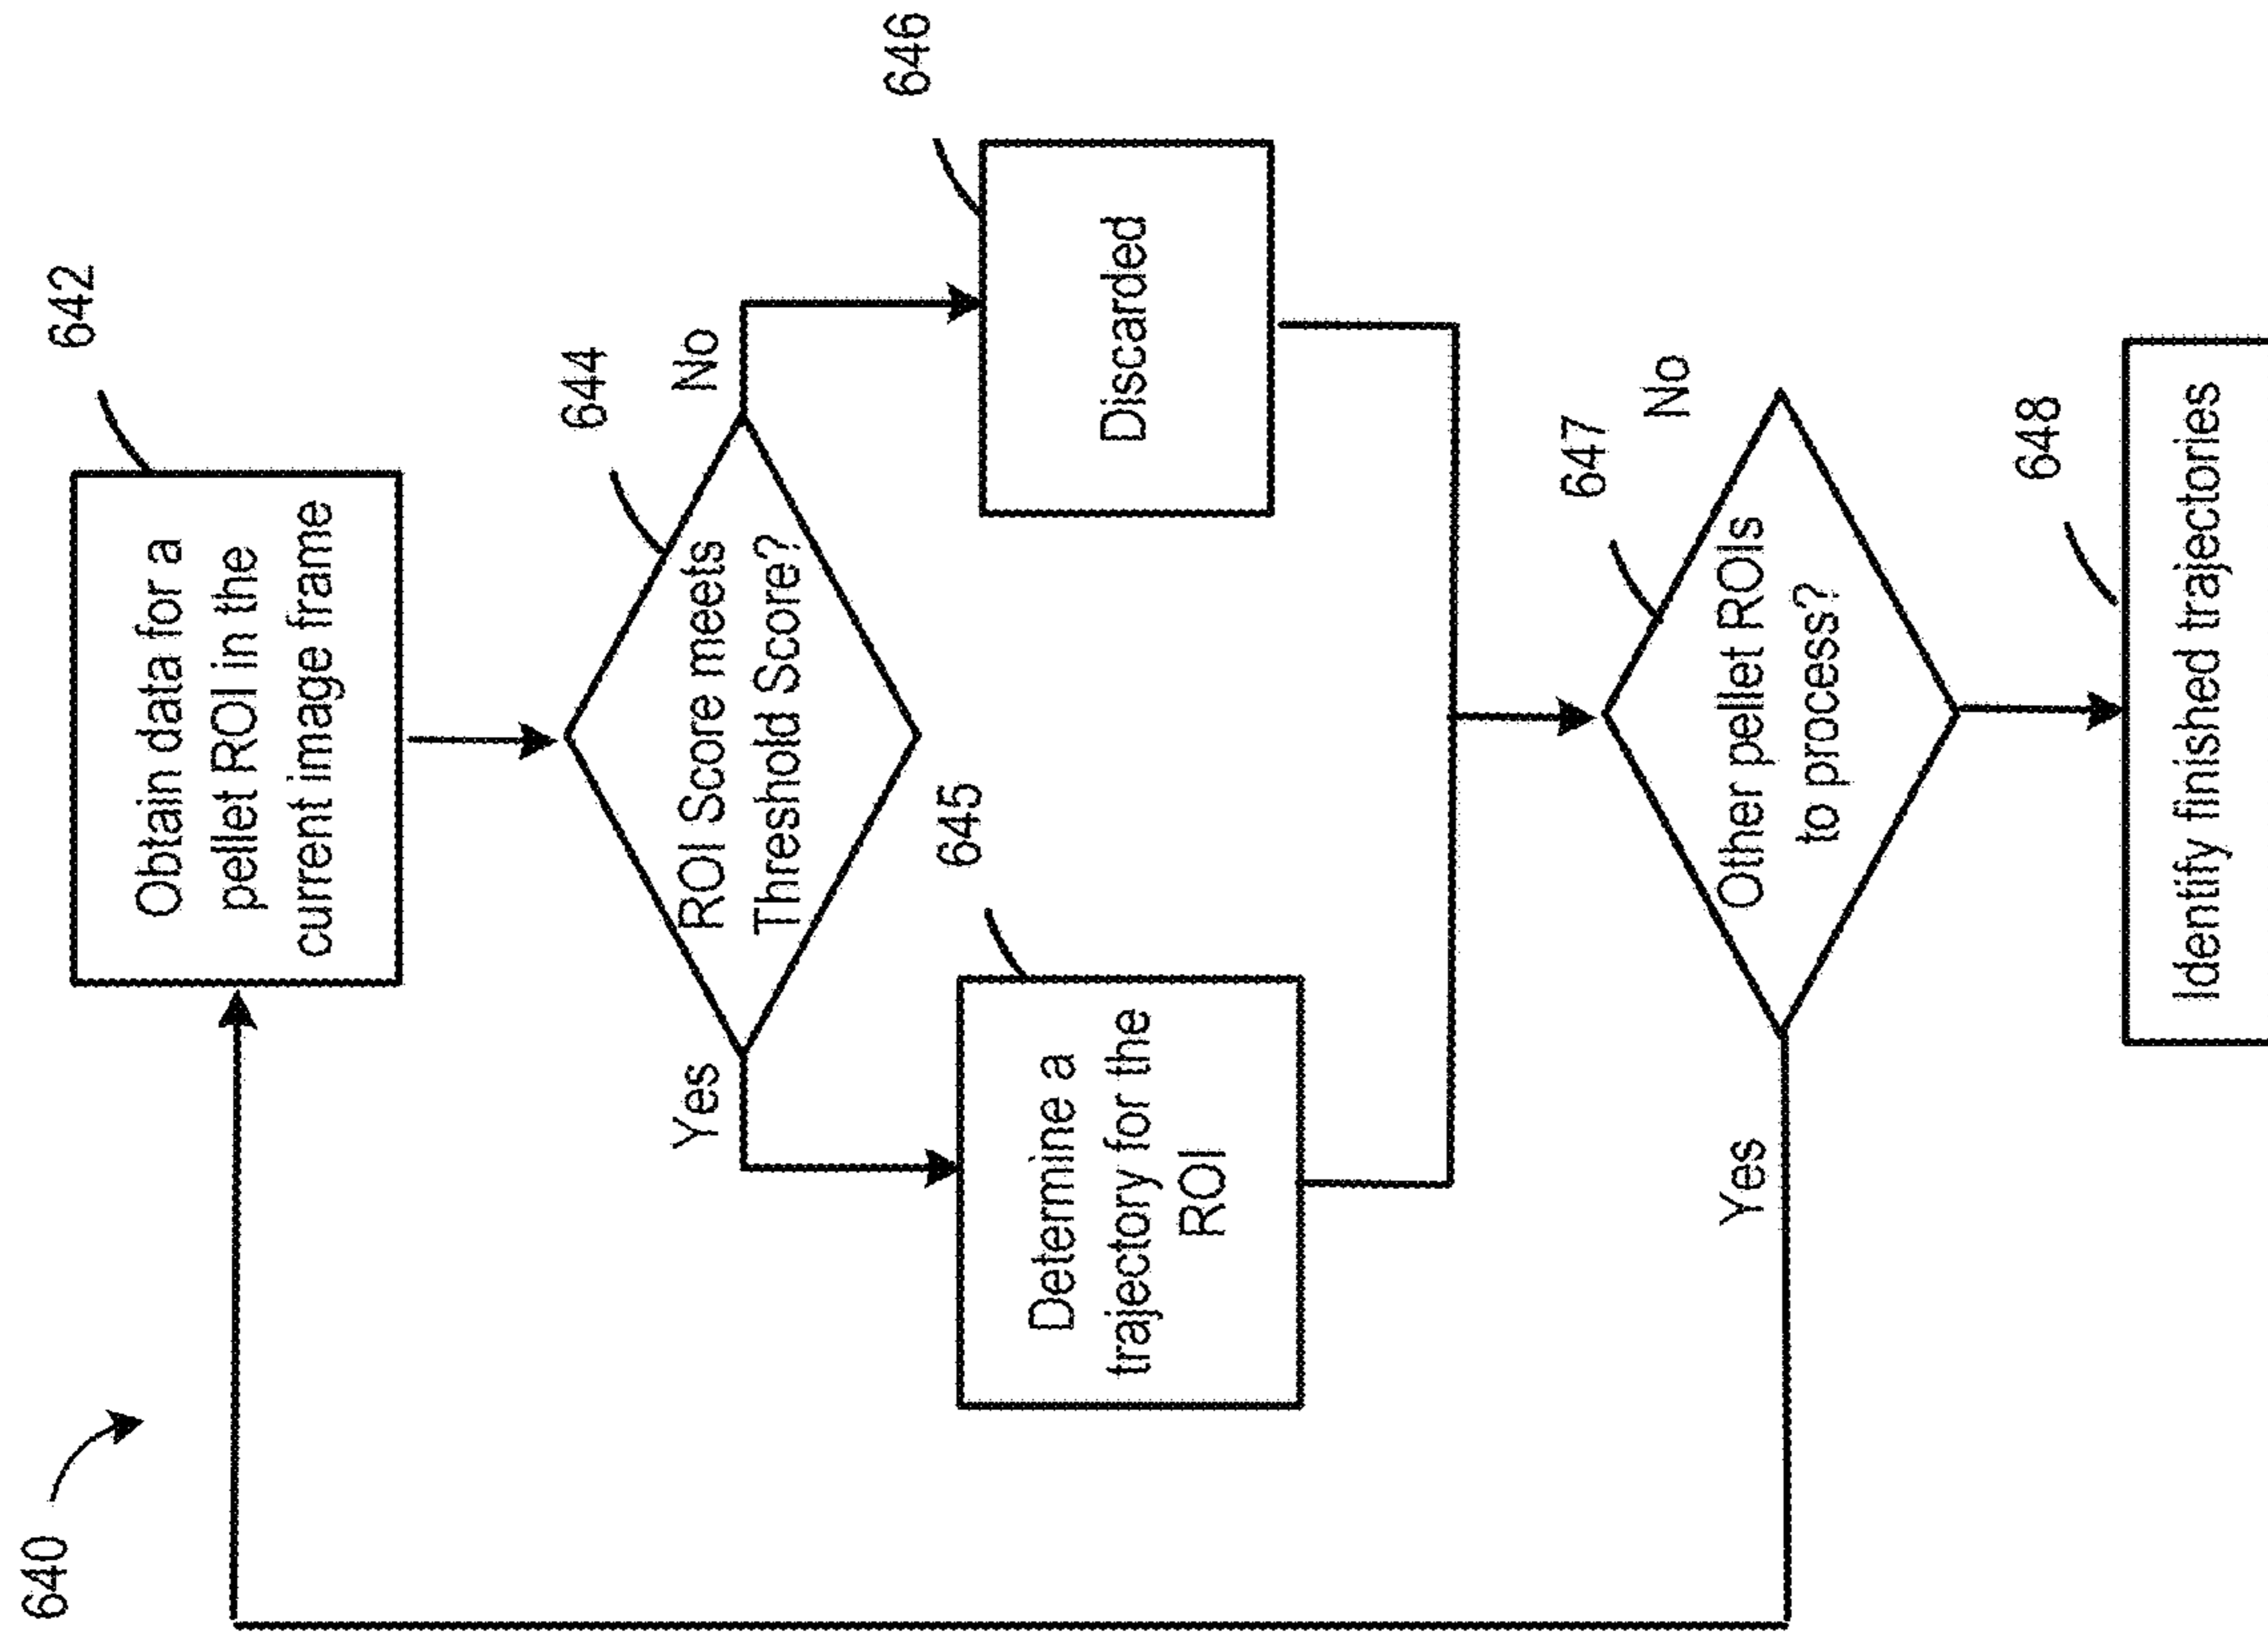 640
642
Obtain data for a
pellet ROI in the
current image frame
644
Yes
No
ROI Score meets
Threshold Score?
645
646
Determine a
trajectory for the
ROI
Discarded
647
Yes
No
Other pellet ROIs
to process?
648
Identify finished trajectories